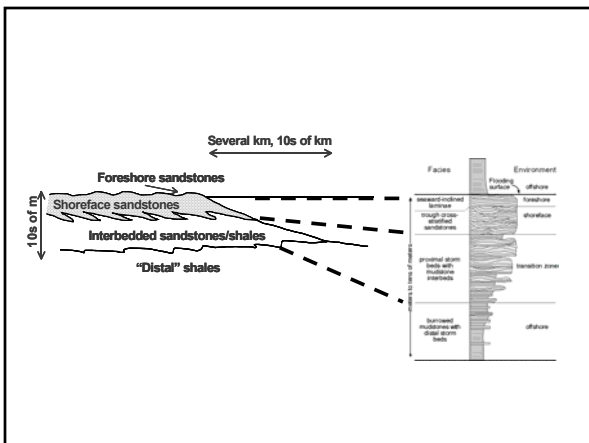 Several km, 10s of km
Foreshore sandstones
Shoreface sandstones
10s of m
Interbedded sandstones/shales
“Distal” shales
Facies
Environment
Flooding
surface
offshore
seaward-inclined
laminae
foreshore
trough cross-
stratified
sandstones
shoreface
proximal storm
beds with
mudstone
interbeds
transition zone
meters to tens of meters
burrowed
mudstones with
distal storm
beds
offshore